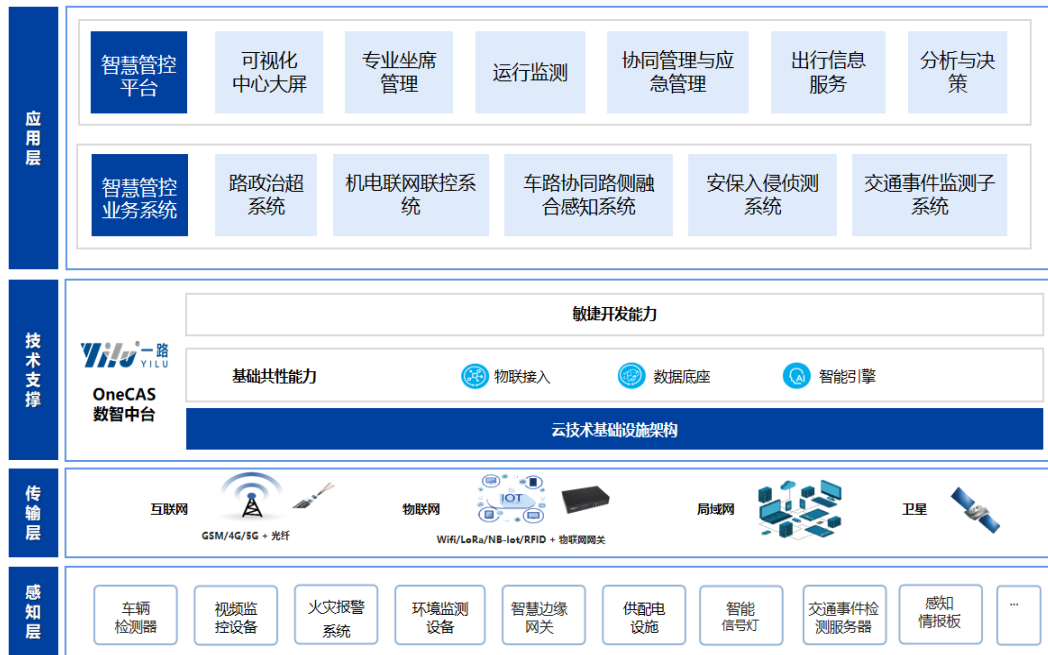 应用层
智慧管控
平台
可视化
中心大屏
专业坐席
管理
运行监测
协同管理与应
急管理
出行信息
服务
分析与决
策
智慧管控
业务系统
路政治超
系统
机电联网联控系
统
车路协同路侧融
合感知系统
安保入侵侦测
系统
交通事件监测子
系统
技术支撑
Yilu 一路
YILU
OneCAS
数智中台
敏捷开发能力
基础共性能力
物联接入
数据底座
AI
智能引擎
云技术基础设施架构
传输层
互联网
GSM/4G/5G + 光纤
物联网
IOT
Wifi/LoRa/NB-Iot/RFID + 物联网网关
局域网
卫星
感知层
车辆
检测器
视频监
控设备
火灾报警
系统
环境监测
设备
智慧边缘
网关
供配电
设施
智能
信号灯
交通事件检
测服务器
感知
情报板
...